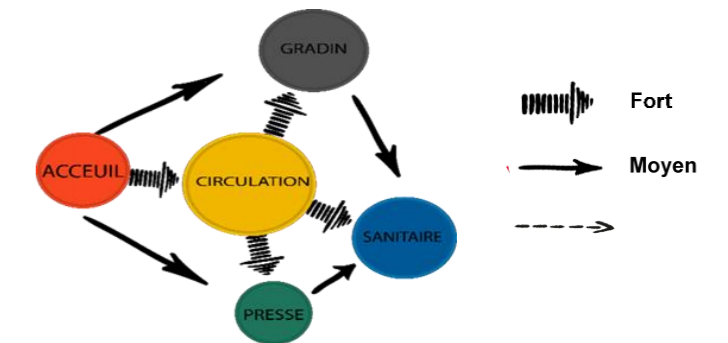 GRADIN
Fort
ACCEUIL
CIRCULATION
Moyen
SANITAIRE
PRESSE